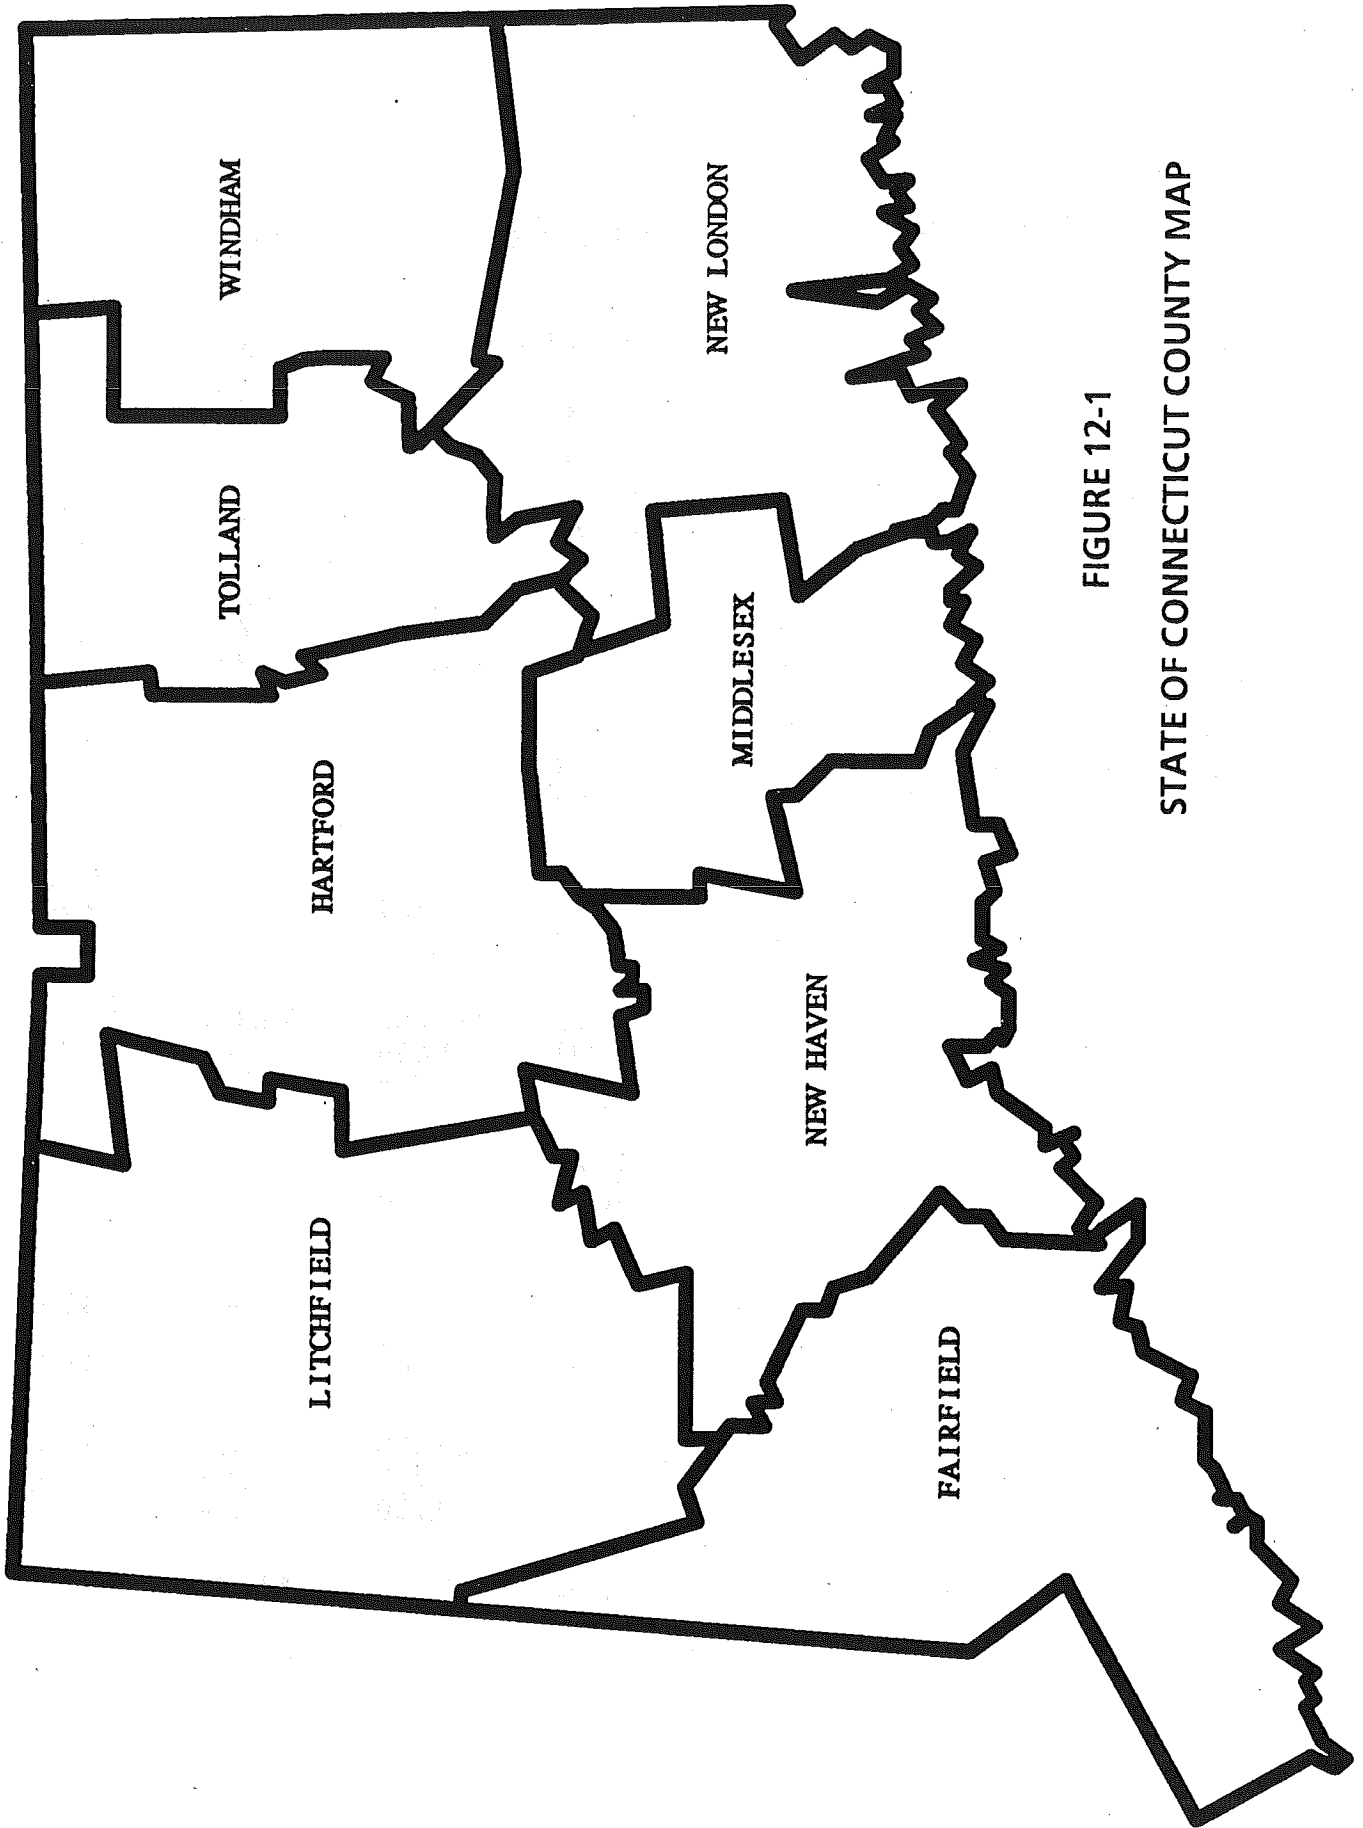 LITCHFIELD
HARTFORD
TOLLAND
WINDHAM
FAIRFIELD
NEW HAVEN
MIDDLESEX
NEW LONDON
FIGURE 12-1
STATE OF CONNECTICUT COUNTY MAP